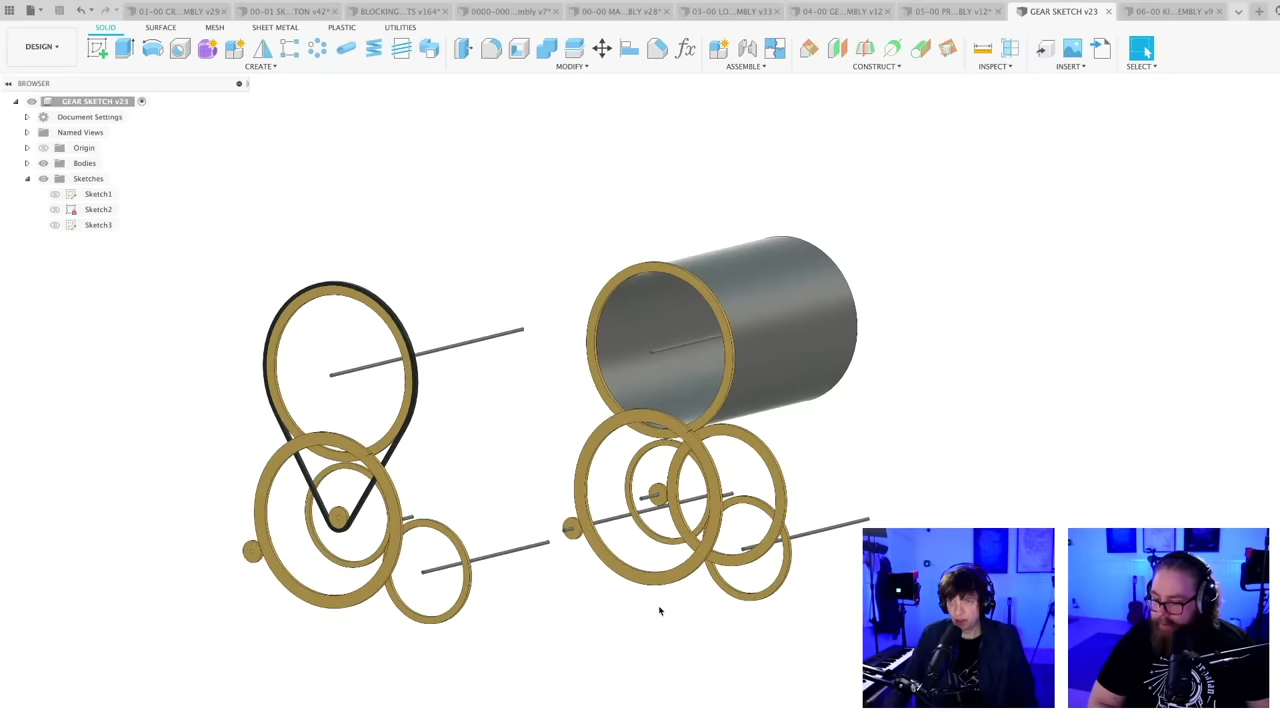 01-00 CR...MBLY v29
00-01 SK...TON v42*
BLOCKING...TS v164*
0000-000...mbly v7*
00-00 MA...BLY v28*
03-00 LO...MBLY v33
04-00 GE...MBLY v12
05-00 PR...BLY v12*
GEAR SKETCH v23
06-00 KI...EMBLY v9
SOLID SURFACE MESH SHEET METAL PLASTIC UTILITIES
DESIGN
CREATE MODIFY ASSEMBLE CONSTRUCT INSPECT INSERT SELECT
fx
BROWSER
GEAR SKETCH v23
Document Settings
Named Views
Origin
Bodies
Sketches
Sketch1
Sketch2
Sketch3